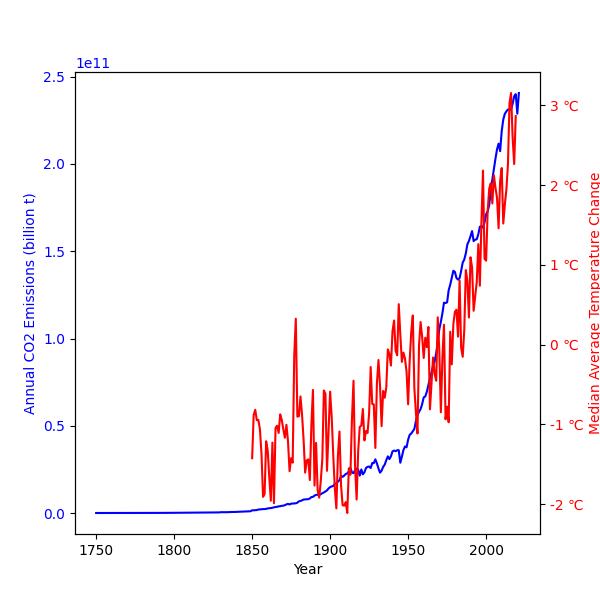 1e11
2.5
2.0
1.5
1.0
0.5
0.0
Annual CO2 Emissions (billion t)
3 °C
2 °C
1 °C
0 °C
-1 °C
-2 °C
Median Average Temperature Change
1750
1800
1850
1900
1950
2000
Year